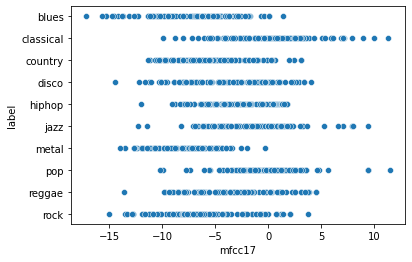 blues
classical
country
disco
hiphop
jazz
metal
pop
reggae
rock
label
−15 −10 −5 0 5 10
mfcc17